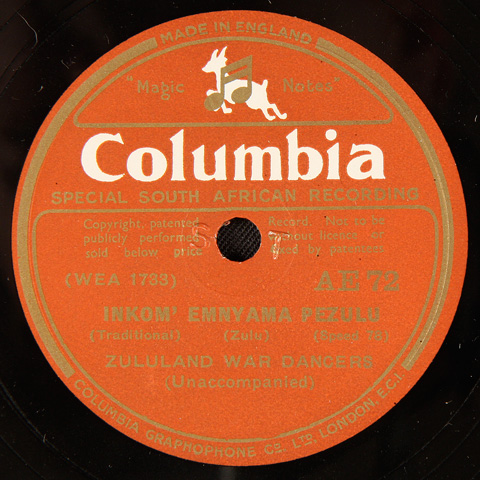 MADE IN ENGLAND
"Magic Notes"
Columbia
SPECIAL SOUTH AFRICAN RECORDING
Copyright, patented Record. Not to be
publicly performed without license or
sold below price fixed by patentees
S T
(WEA 1733) AE 72
INKOM' EMNYAMA PEZULU
(Traditional) (Zulu) (Speed 78)
ZULULAND WAR DANCERS
(Unaccompanied)
COLUMBIA GRAPHOPHONE CO. LTD. LONDON, E.C.1.